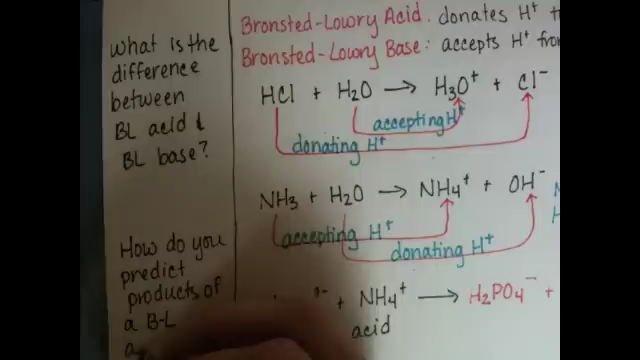 Bronsted-Lowry Acid. donates H⁺ t
Bronsted-Lowry Base: accepts H⁺ from
What is the
difference
between
BL acid &
BL base?
HCl + H₂O → H₃O⁺ + Cl⁻
accepting H⁺
donating H⁺
NH₃ + H₂O → NH₄⁺ + OH⁻
accepting H⁺
donating H⁺
How do you
predict
products of
a B-L
+ NH₄⁺ → H₂PO₄⁻ +
acid